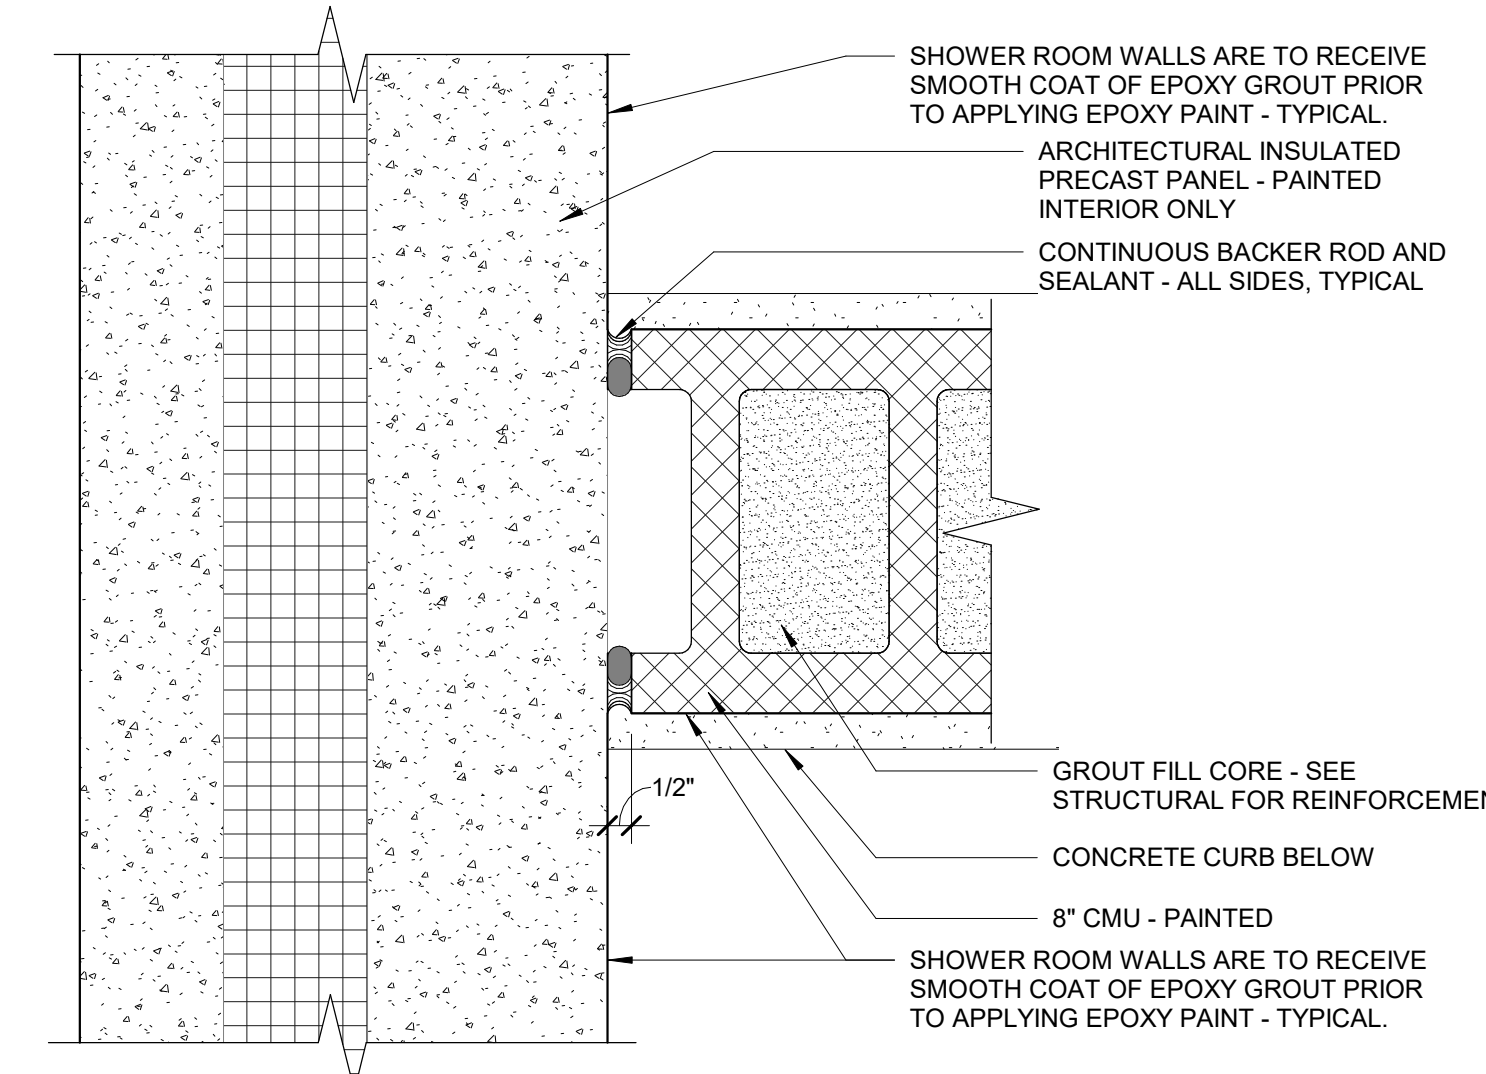 SHOWER ROOM WALLS ARE TO RECEIVE
SMOOTH COAT OF EPOXY GROUT PRIOR
TO APPLYING EPOXY PAINT - TYPICAL.
ARCHITECTURAL INSULATED
PRECAST PANEL - PAINTED
INTERIOR ONLY
CONTINUOUS BACKER ROD AND
SEALANT - ALL SIDES, TYPICAL
1/2"
GROUT FILL CORE - SEE
STRUCTURAL FOR
CONCRETE CURB BELOW
8" CMU - PAINTED
SHOWER ROOM WALLS ARE TO RECEIVE
SMOOTH COAT OF EPOXY GROUT PRIOR
TO APPLYING EPOXY PAINT - TYPICAL.